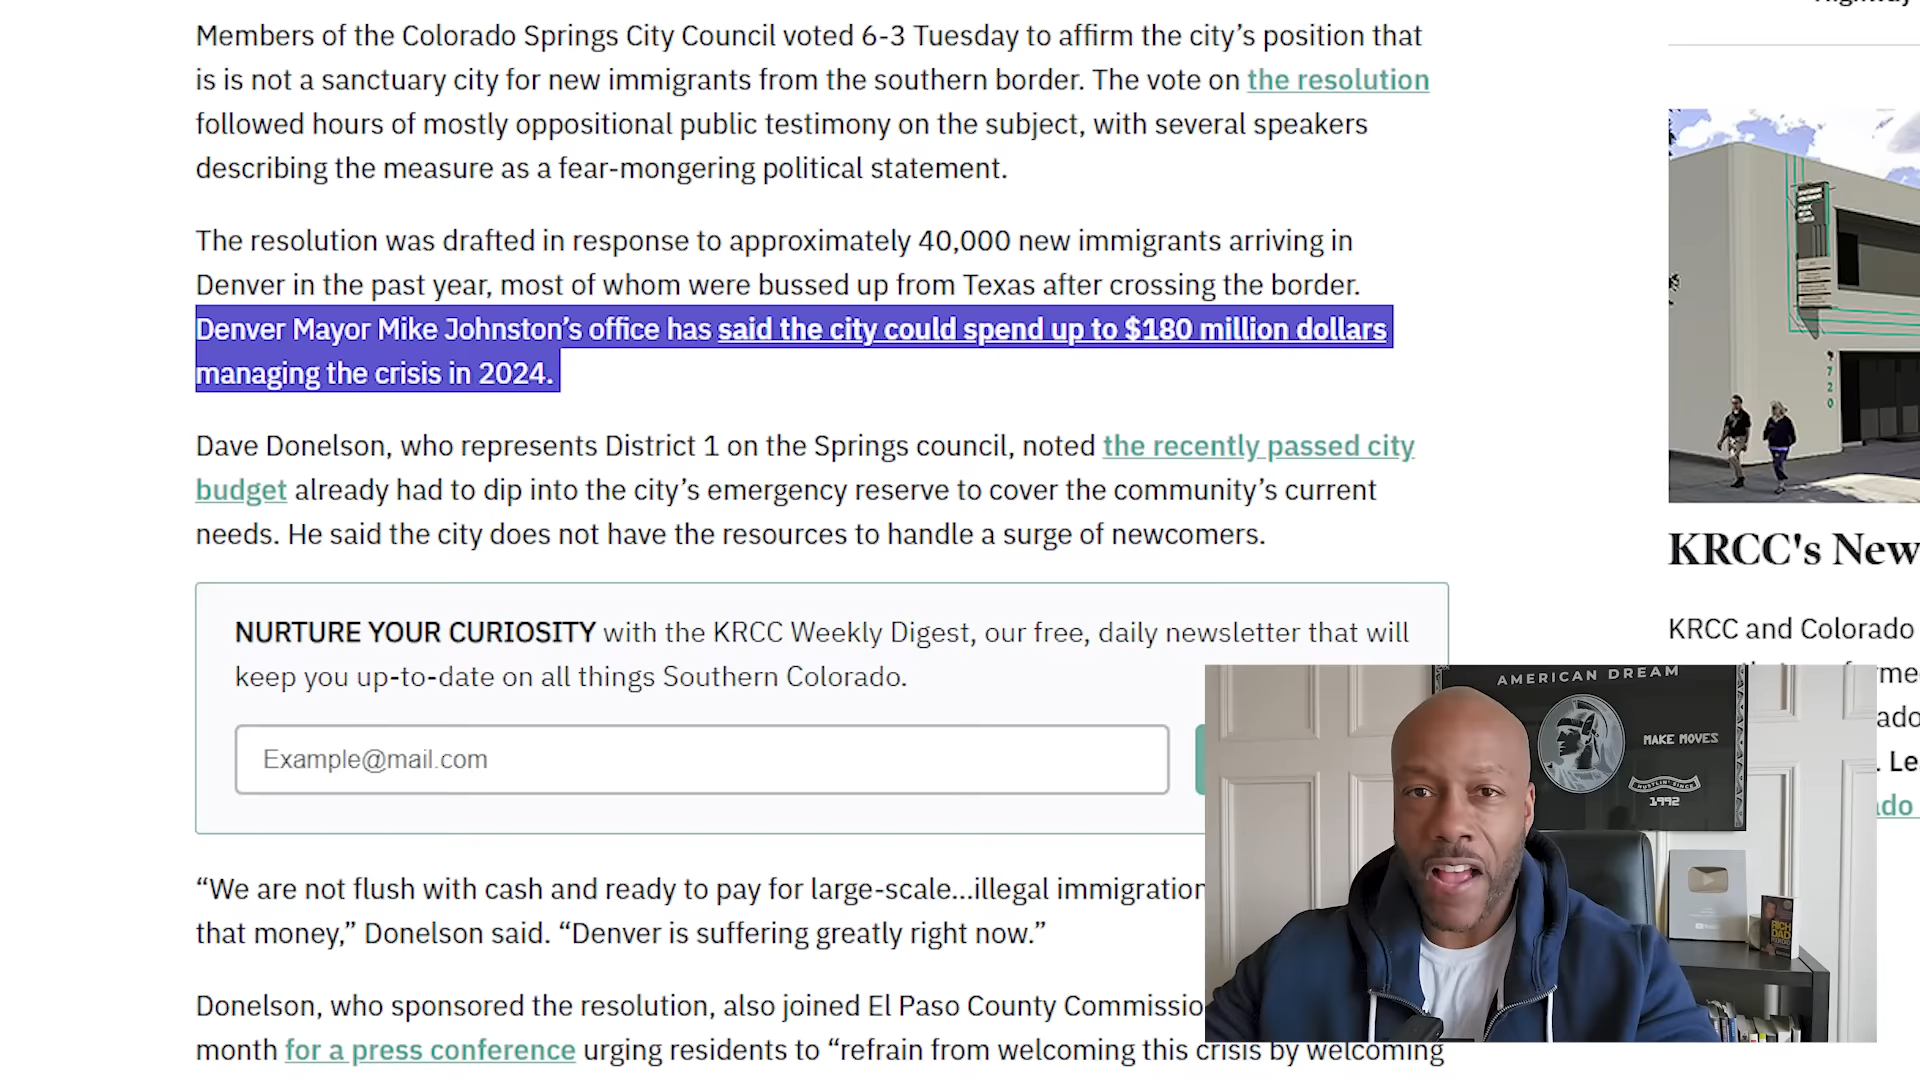 Members of the Colorado Springs City Council voted 6-3 Tuesday to affirm the city’s position that
is is not a sanctuary city for new immigrants from the southern border. The vote on the resolution
followed hours of mostly oppositional public testimony on the subject, with several speakers
describing the measure as a fear-mongering political statement.
The resolution was drafted in response to approximately 40,000 new immigrants arriving in
Denver in the past year, most of whom were bussed up from Texas after crossing the border.
Denver Mayor Mike Johnston’s office has said the city could spend up to $180 million dollars
managing the crisis in 2024.
Dave Donelson, who represents District 1 on the Springs council, noted the recently passed city
budget already had to dip into the city’s emergency reserve to cover the community’s current
needs. He said the city does not have the resources to handle a surge of newcomers.
NURTURE YOUR CURIOSITY with the KRCC Weekly Digest, our free, daily newsletter that will
keep you up-to-date on all things Southern Colorado.
Example@mail.com
“We are not flush with cash and ready to pay for large-scale…illegal immigration
that money,” Donelson said. “Denver is suffering greatly right now.”
Donelson, who sponsored the resolution, also joined El Paso County Commissio
month for a press conference urging residents to “refrain from welcoming this crisis by welcoming
720
KRCC's New
KRCC and Colorado
rme
ado
. Le
ado
AMERICAN DREAM
MAKE MOVES
HUSTLIN' SINCE
1992
RICH
DAD